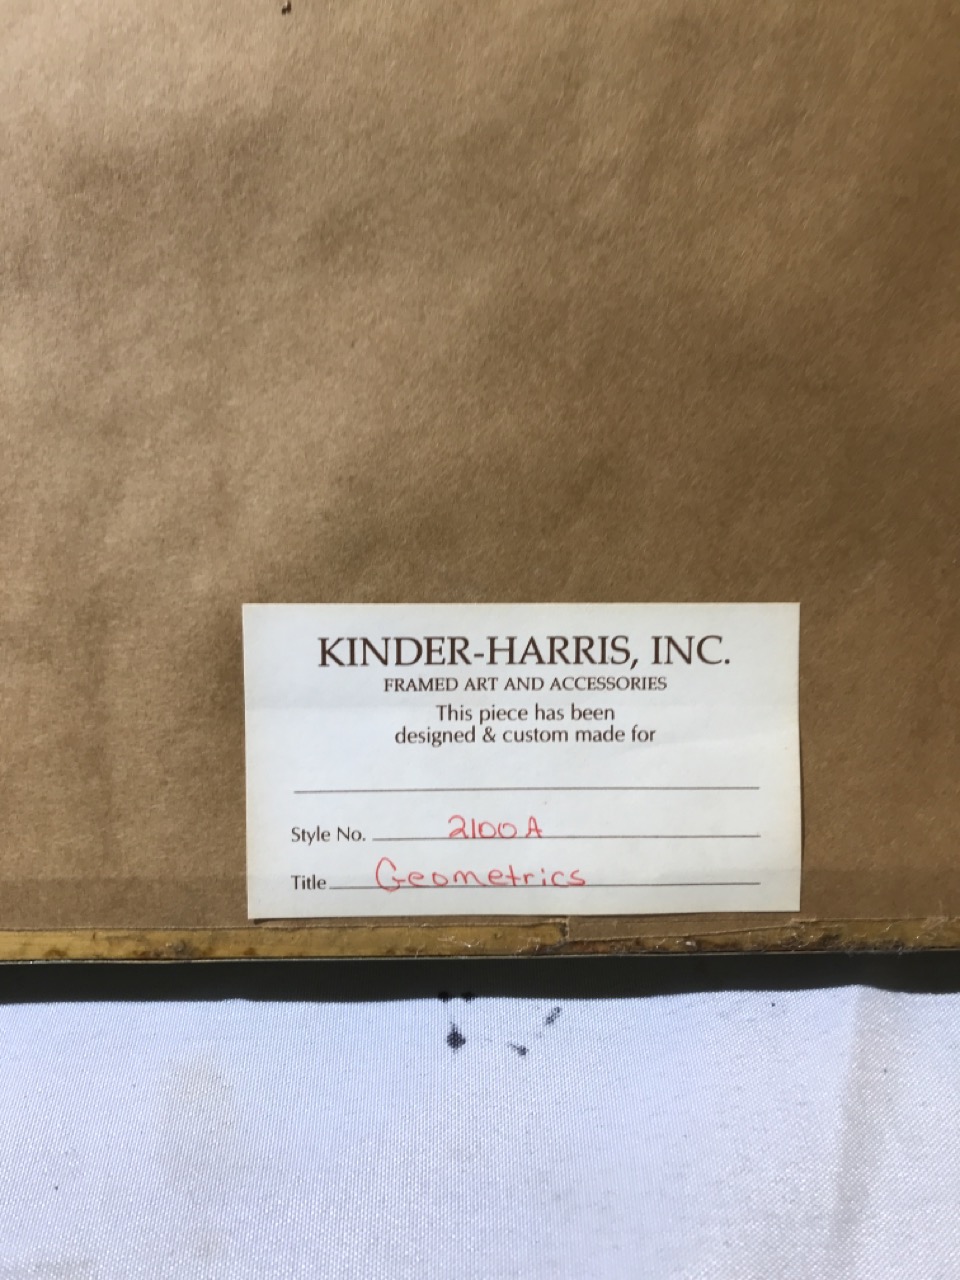 KINDER-HARRIS, INC.
FRAMED ART AND ACCESSORIES
This piece has been
designed & custom made for
Style No. 2100 A
Title Geometrics